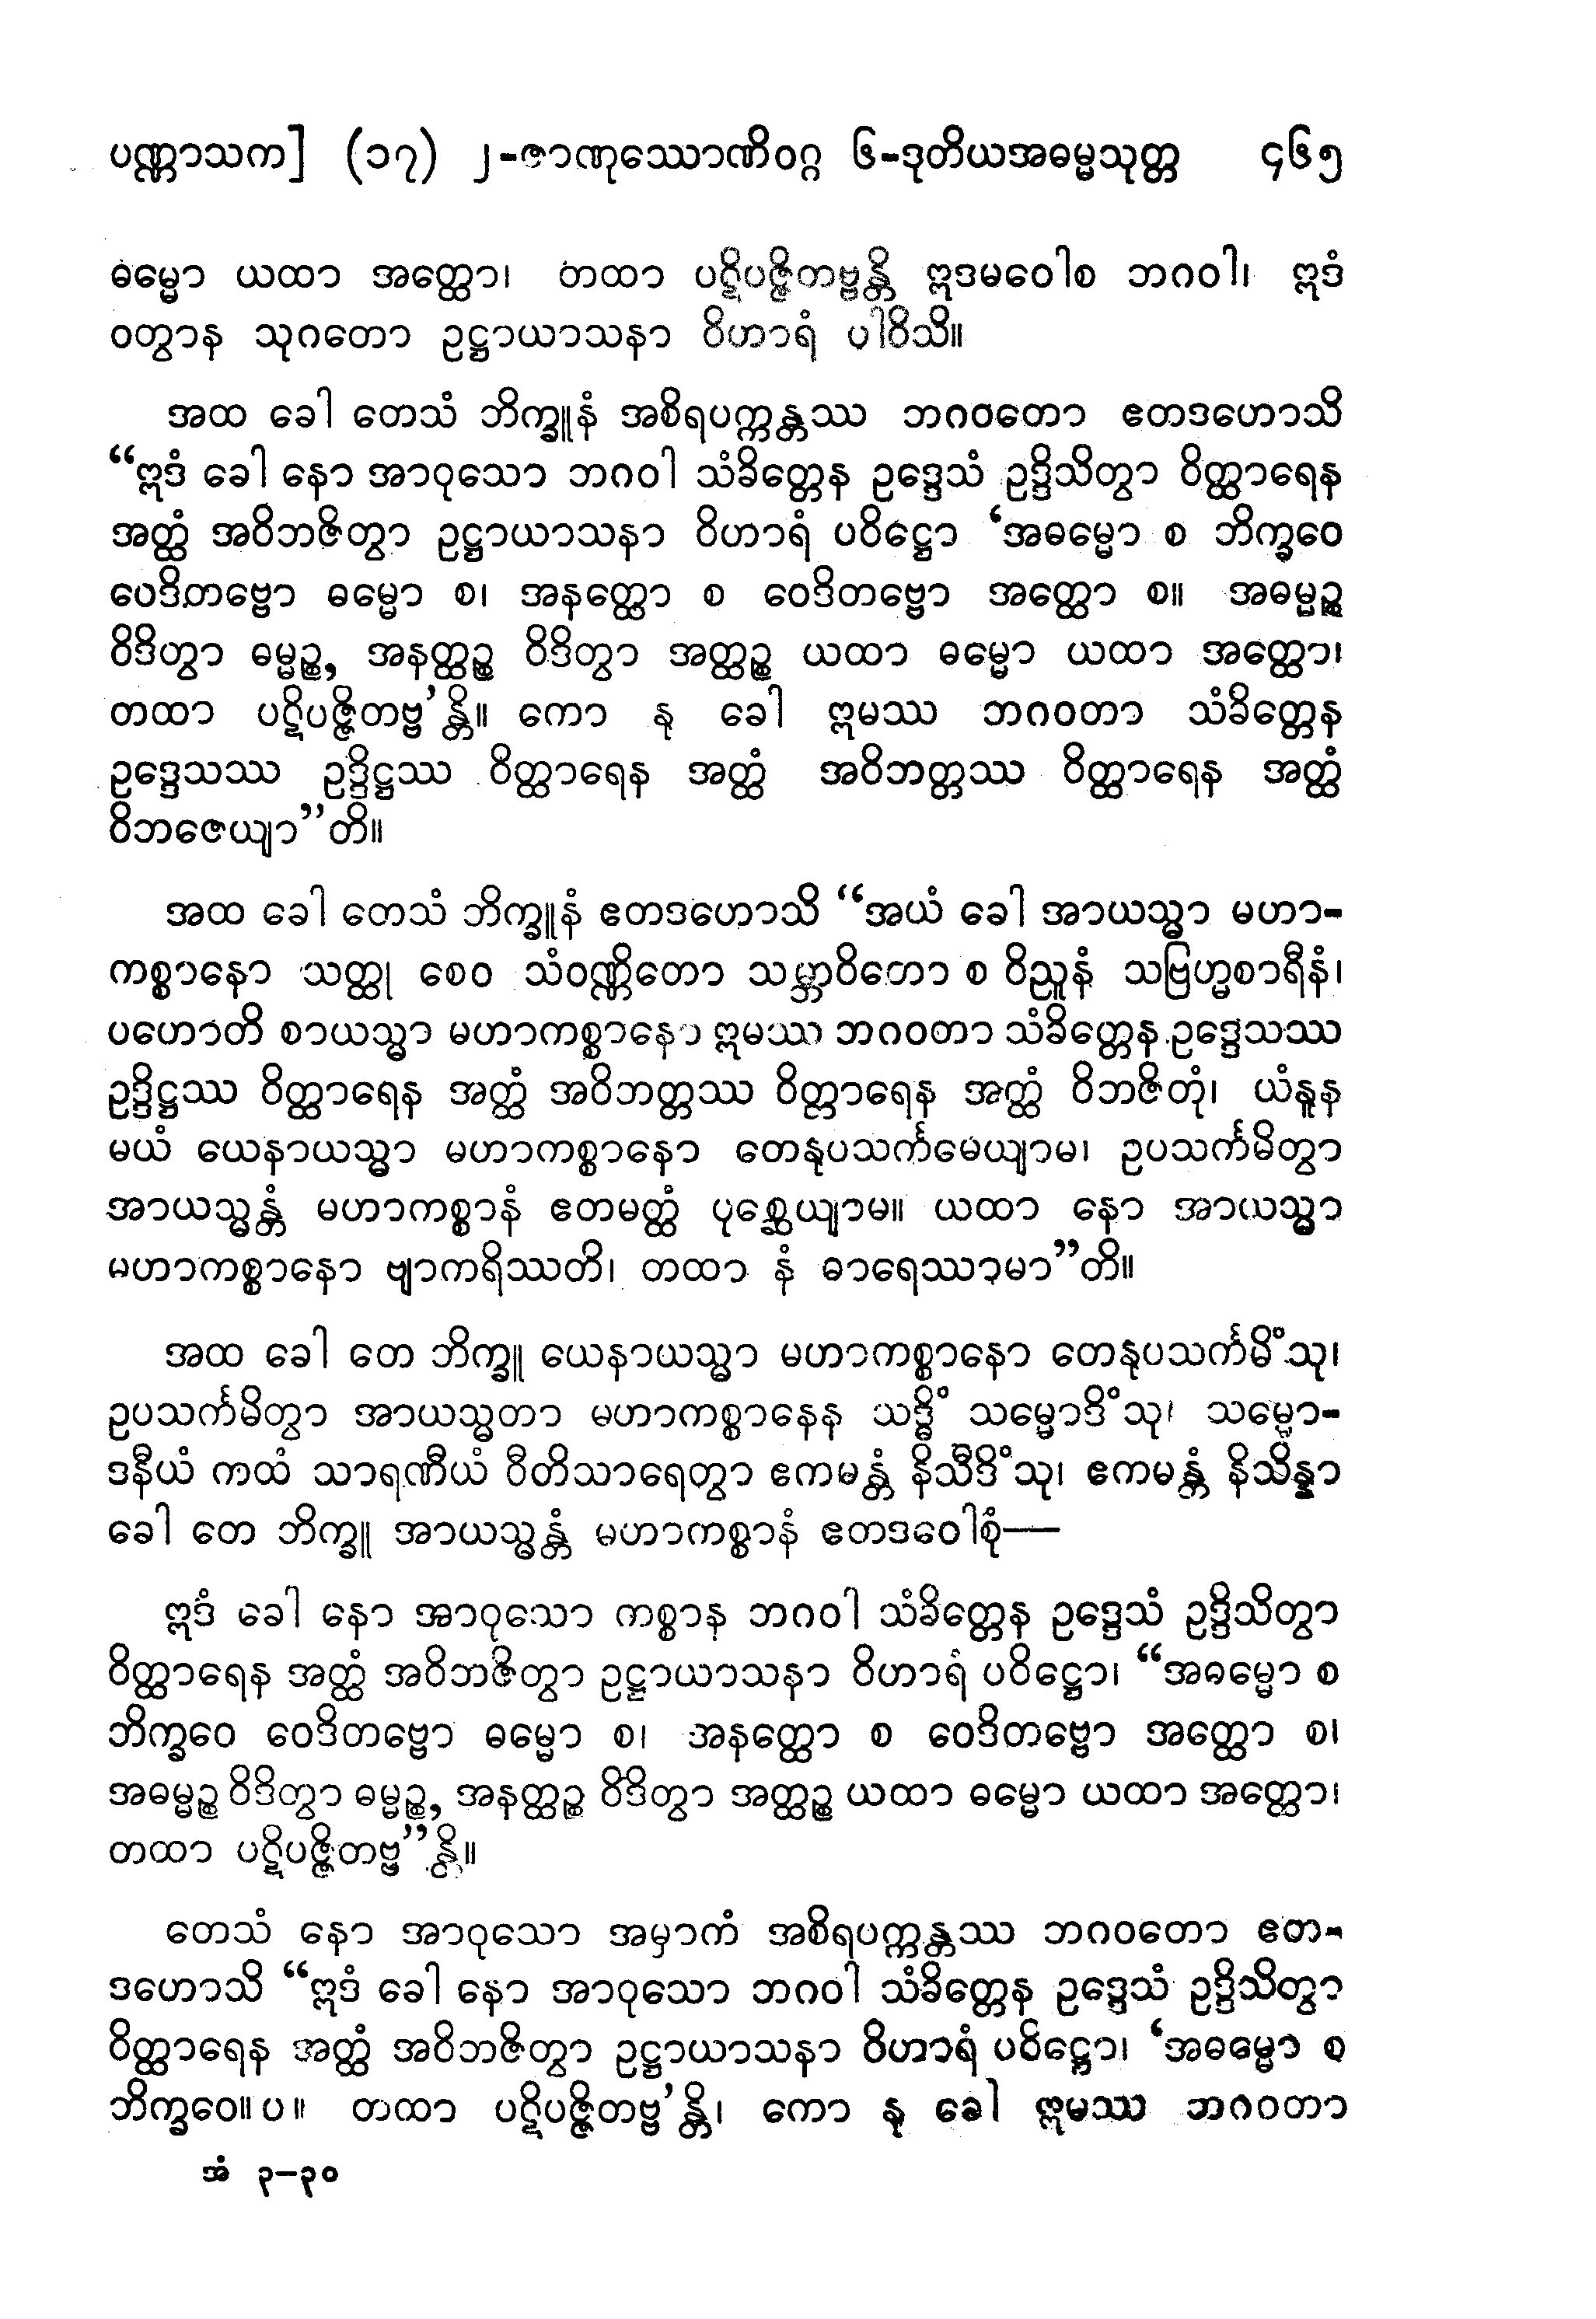 ပဏ္ဏာသက] (၁၇) ၂-ဇာဏုဿောဏိဝဂ္ဂ ၆-ဒုတိယအဓမ္မသုတ္တ ၄၆၅
ဓမ္မော ယထာ အတ္ထော၊ တထာ ပဋိပဇ္ဇိတဗ္ဗန္တိ ဣဒမဝေါစ ဘဂဝါ၊ ဣဒံ
ဝတွာန သုဂတော ဥဋ္ဌာယာသနာ ဝိဟာရံ ပါဝိသိ။
အထ ခေါ တေသံ ဘိက္ခူနံ အစိရပက္ကန္တဿ ဘဂဝတော ဧတဒဟောသိ
“ဣဒံ ခေါ နော အာဝုသော ဘဂဝါ သံခိတ္တေန ဥဒ္ဒေသံ ဥဒ္ဒိသိတွာ ဝိတ္ထာရေန
အတ္ထံ အဝိဘဇိတွာ ဥဋ္ဌာယာသနာ ဝိဟာရံ ပဝိဋ္ဌော ‘အဓမ္မော စ ဘိက္ခဝေ
ဝေဒိတဗ္ဗော ဓမ္မော စ၊ အနတ္ထော စ ဝေဒိတဗ္ဗော အတ္ထော စ။ အဓမ္မဉ္စ
ဝိဒိတွာ ဓမ္မဉ္စ, အနတ္ထဉ္စ ဝိဒိတွာ အတ္ထဉ္စ ယထာ ဓမ္မော ယထာ အတ္ထော၊
တထာ ပဋိပဇ္ဇိတဗ္ဗ’န္တိ။ ကော နု ခေါ ဣမဿ ဘဂဝတာ သံခိတ္တေန
ဥဒ္ဒေသဿ ဥဒ္ဒိဋ္ဌဿ ဝိတ္ထာရေန အတ္ထံ အဝိဘတ္တဿ ဝိတ္ထာရေန အတ္ထံ
ဝိဘဇေယျာ”တိ။
အထ ခေါ တေသံ ဘိက္ခူနံ ဧတဒဟောသိ “အယံ ခေါ အာယသ္မာ မဟာ-
ကစ္စာနော သတ္ထု စေဝ သံဝဏ္ဏိတော သမ္ဘာဝိတော စ ဝိညူနံ သဗြဟ္မစာရီနံ၊
ပဟောတိ စာယသ္မာ မဟာကစ္စာနော ဣမဿ ဘဂဝတာ သံခိတ္တေန ဥဒ္ဒေသဿ
ဥဒ္ဒိဋ္ဌဿ ဝိတ္ထာရေန အတ္ထံ အဝိဘတ္တဿ ဝိတ္ထာရေန အတ္ထံ ဝိဘဇိတုံ၊ ယံနူန
မယံ ယေနာယသ္မာ မဟာကစ္စာနော တေနုပသင်္ကမေယျာမ၊ ဥပသင်္ကမိတွာ
အာယသ္မန္တံ မဟာကစ္စာနံ ဧတမတ္ထံ ပုစ္ဆေယျာမ။ ယထာ နော အာယသ္မာ
မဟာကစ္စာနော ဗျာကရိဿတိ၊ တထာ နံ ဓာရေဿာမာ”တိ။
အထ ခေါ တေ ဘိက္ခူ ယေနာယသ္မာ မဟာကစ္စာနော တေနုပသင်္ကမိံသု၊
ဥပသင်္ကမိတွာ အာယသ္မတာ မဟာကစ္စာနေန သဒ္ဓိံ သမ္မောဒိံသု၊ သမ္မော-
ဒနီယံ ကထံ သာရဏီယံ ဝီတိသာရေတွာ ဧကမန္တံ နိသီဒိံသု၊ ဧကမန္တံ နိသိန္နာ
ခေါ တေ ဘိက္ခူ အာယသ္မန္တံ မဟာကစ္စာနံ ဧတဒဝေါစုံ—
ဣဒံ ခေါ နော အာဝုသော ကစ္စာန ဘဂဝါ သံခိတ္တေန ဥဒ္ဒေသံ ဥဒ္ဒိသိတွာ
ဝိတ္ထာရေန အတ္ထံ အဝိဘဇိတွာ ဥဋ္ဌာယာသနာ ဝိဟာရံ ပဝိဋ္ဌော၊ “အဓမ္မော စ
ဘိက္ခဝေ ဝေဒိတဗ္ဗော ဓမ္မော စ၊ အနတ္ထော စ ဝေဒိတဗ္ဗော အတ္ထော စ၊
အဓမ္မဉ္စ ဝိဒိတွာ ဓမ္မဉ္စ, အနတ္ထဉ္စ ဝိဒိတွာ အတ္ထဉ္စ ယထာ ဓမ္မော ယထာ အတ္ထော၊
တထာ ပဋိပဇ္ဇိတဗ္ဗ”န္တိ။
တေသံ နော အာဝုသော အမှာကံ အစိရပက္ကန္တဿ ဘဂဝတော ဧတ-
ဒဟောသိ “ဣဒံ ခေါ နော အာဝုသော ဘဂဝါ သံခိတ္တေန ဥဒ္ဒေသံ ဥဒ္ဒိသိတွာ
ဝိတ္ထာရေန အတ္ထံ အဝိဘဇိတွာ ဥဋ္ဌာယာသနာ ဝိဟာရံ ပဝိဋ္ဌော၊ ‘အဓမ္မော စ
ဘိက္ခဝေ။ပ။ တထာ ပဋိပဇ္ဇိတဗ္ဗ’န္တိ၊ ကော နု ခေါ ဣမဿ ဘဂဝတာ
အံ ၃–၃၀